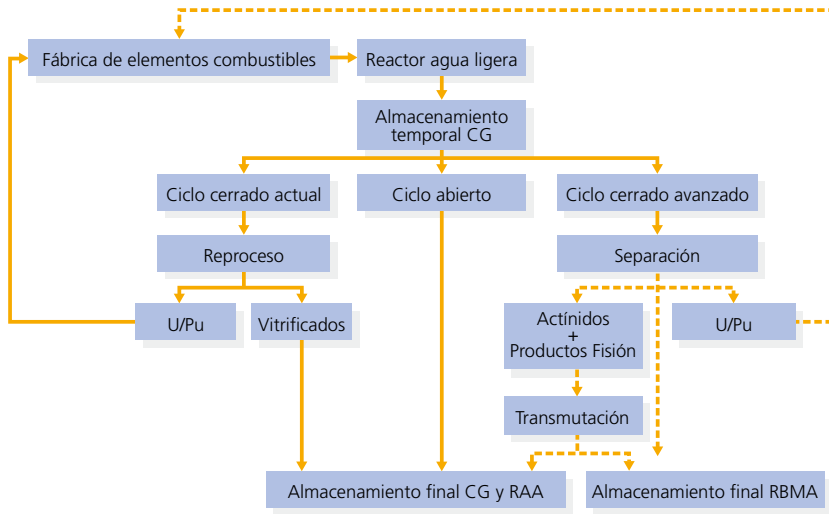 Fábrica de elementos combustibles
Reactor agua ligera
Almacenamiento
temporal CG
Ciclo cerrado actual
Ciclo abierto
Ciclo cerrado avanzado
Reproceso
Separación
U/Pu
Vitrificados
Actínidos
+
Productos Fisión
U/Pu
Transmutación
Almacenamiento final CG y RAA
Almacenamiento final RBMA